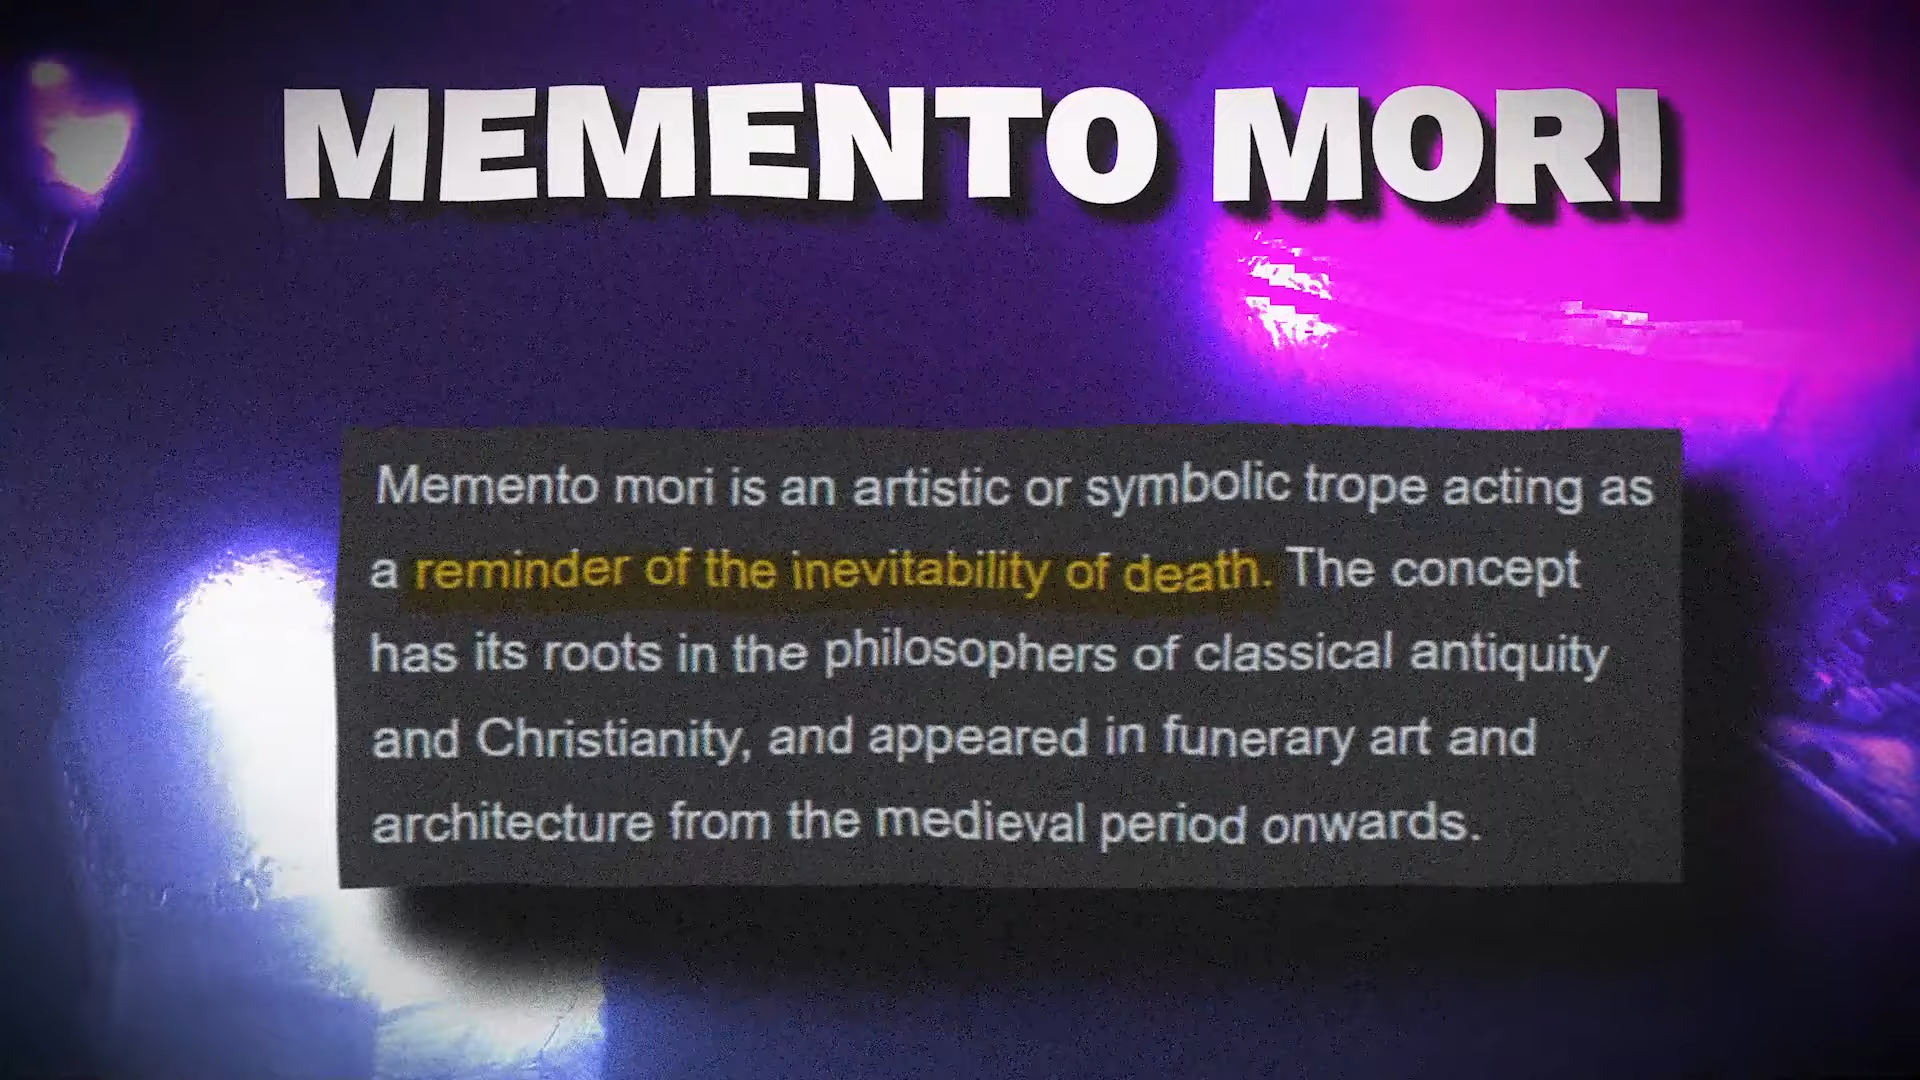 MEMENTO MORI
Memento mori is an artistic or symbolic trope acting as
a reminder of the inevitability of death. The concept
has its roots in the philosophers of classical antiquity
and Christianity, and appeared in funerary art and
architecture from the medieval period onwards.